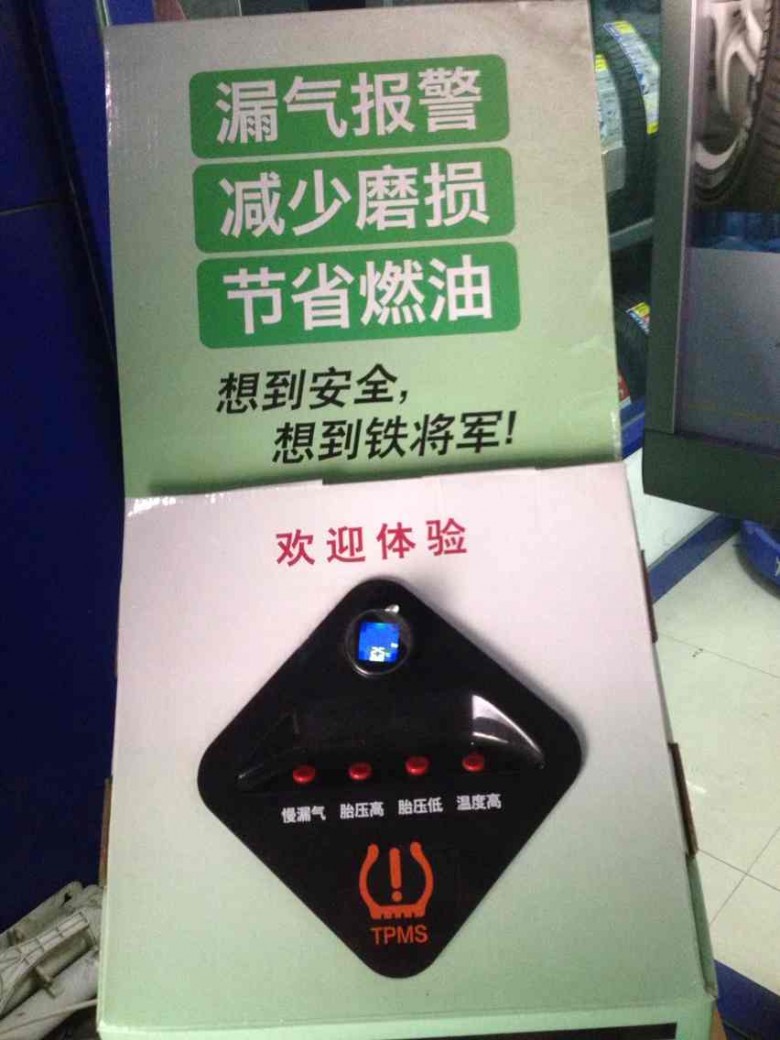 漏气报警
减少磨损
节省燃油
想到安全，
想到铁将军！
欢迎体验
25
慢漏气 胎压高 胎压低 温度高
TPMS